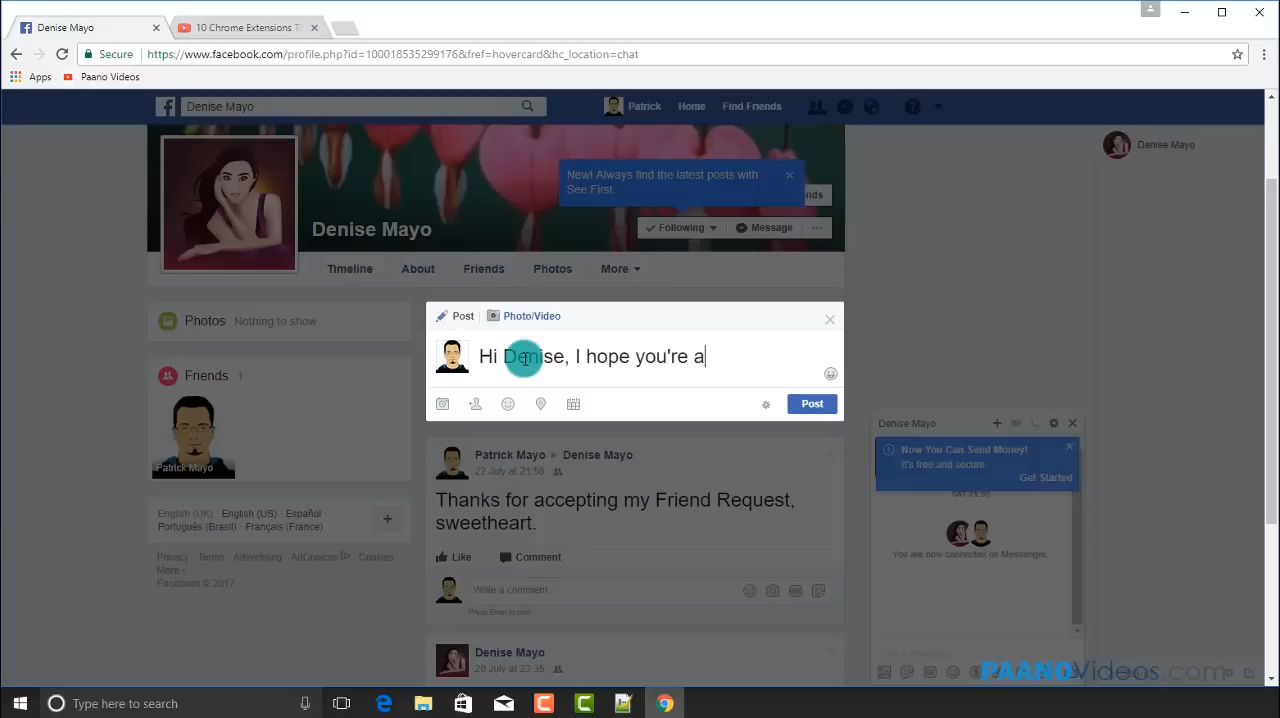 Denise Mayo
10 Chrome Extensions T
Secure
https://www.facebook.com/profile.php?id=100018535299176&fref=hovercard&hc_location=chat
Apps
Paano Videos
Denise Mayo
Patrick
Home
Find Friends
New! Always find the latest posts with
See First.
nds
Denise Mayo
Following
Message
Denise Mayo
Timeline
About
Friends
Photos
More
Photos Nothing to show
Friends 1
Patrick Mayo
English (UK) · English (US) · Español
Português (Brasil) · Français (France)
Privacy Terms Advertising AdChoices Cookies
More
Facebook © 2017
Post
Photo/Video
Hi Denise, I hope you're a
Post
Patrick Mayo Denise Mayo
22 July at 21:58
Thanks for accepting my Friend Request,
sweetheart.
Like
Comment
Write a comment...
Press Enter to post
Denise Mayo
20 July at 23:35
Denise Mayo
Now You Can Send Money!
It's free and secure.
Get Started
You are now connected on Messenger.
PAANOVideos.com
Type here to search